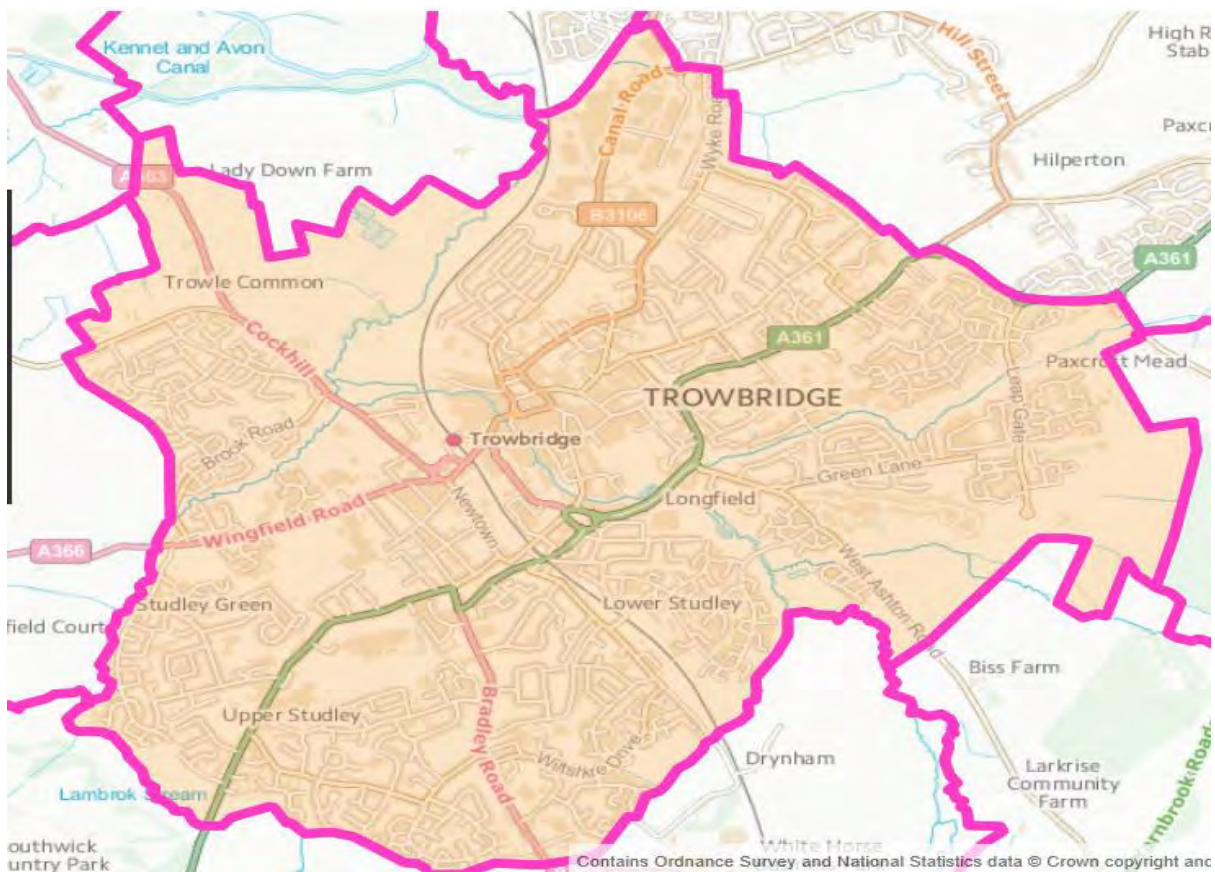 Kennet and Avon
Canal
Hill Street
High R
Stab
Canal Road
Wyke Roa
Paxcr
Hilperton
Lady Down Farm
A363
B3106
A361
Trowle Common
Cockhill
A361
Paxcroft Mead
TROWBRIDGE
Leap Gate
Brook Road
Trowbridge
Green Lane
Newtown
Longfield
Wingfield Road
A366
West Ashton Road
Studley Green
Lower Studley
field Court
Biss Farm
Bradley Road
Upper Studley
Wiltshire Drive
Drynham
Larkrise
Community
Farm
Lambrok Stream
rnbrook Road
outhwick
untry Park
White Horse
Contains Ordnance Survey and National Statistics data © Crown copyright and